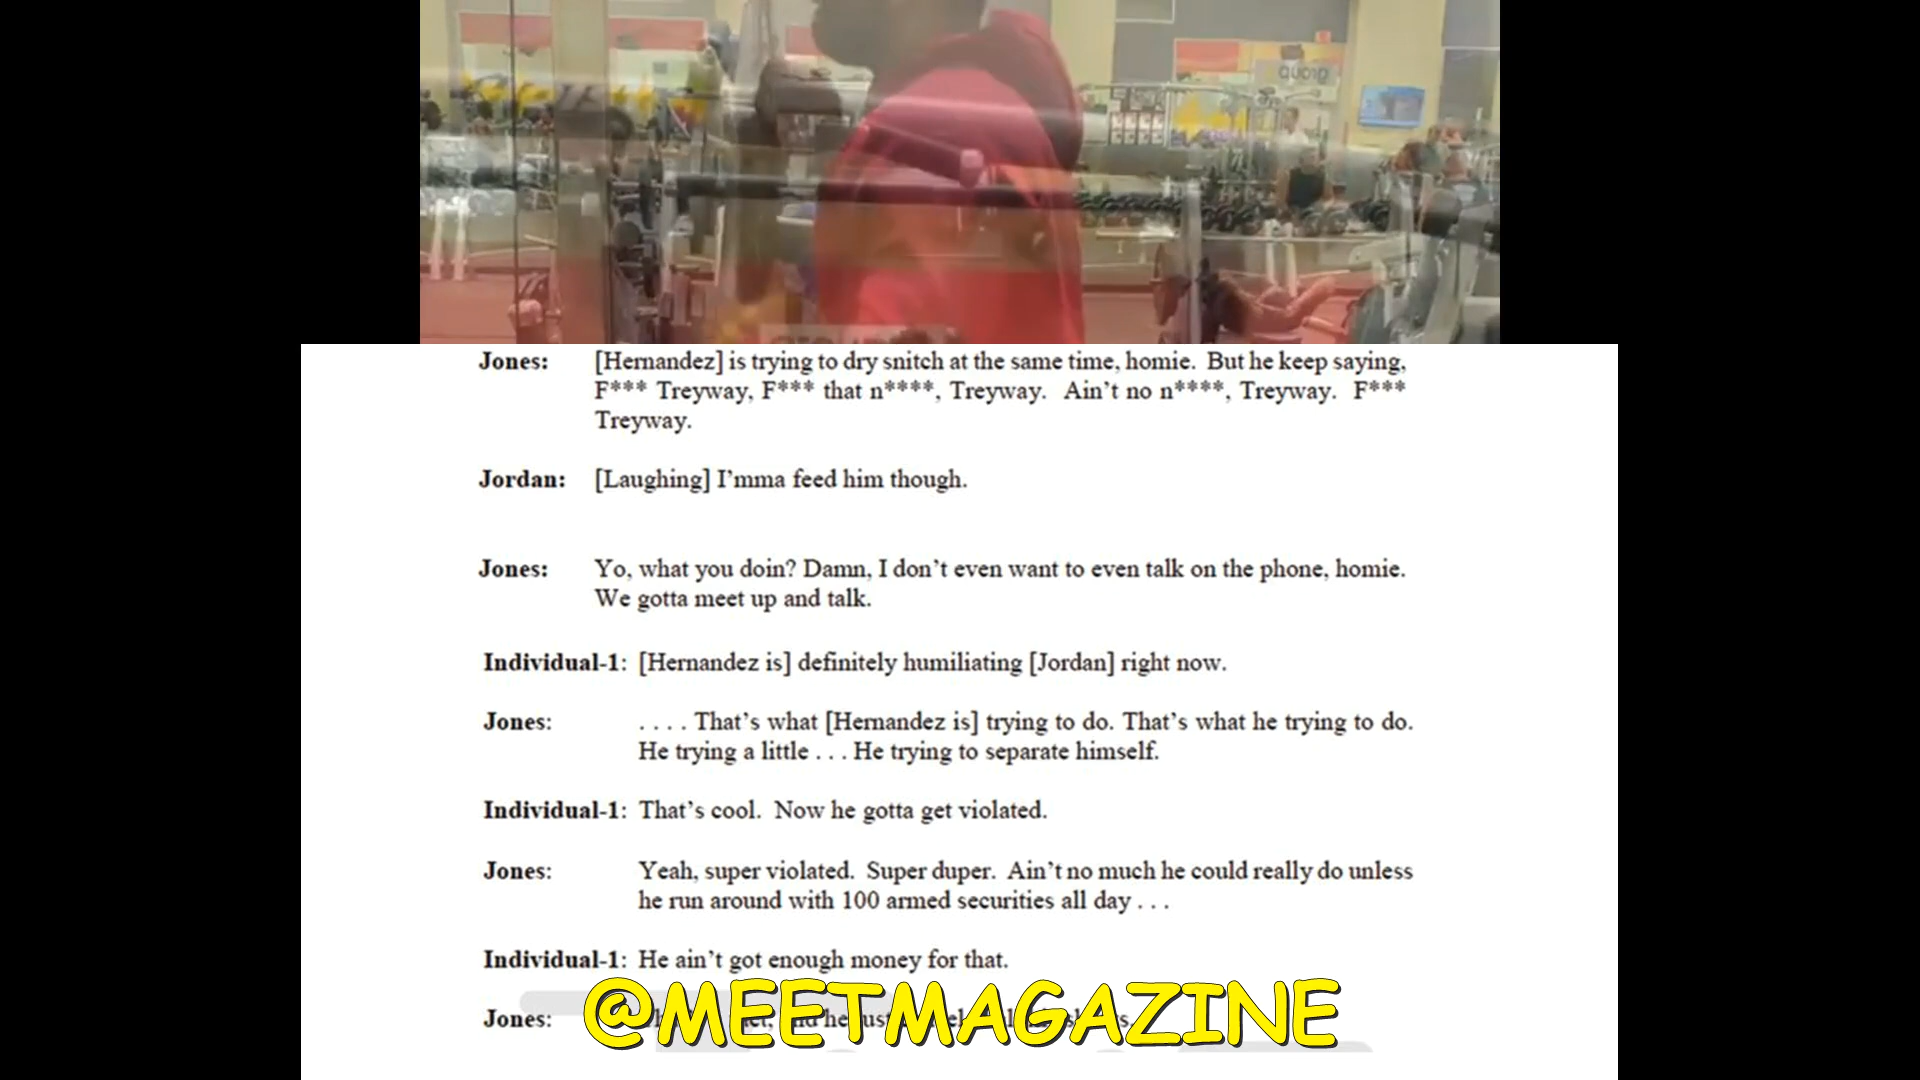 Jones: [Hernandez] is trying to dry snitch at the same time, homie. But he keep saying,
F*** Treyway, F*** that n****, Treyway. Ain't no n****, Treyway. F***
Treyway.
Jordan: [Laughing] I'mma feed him though.
Jones: Yo, what you doin? Damn, I don't even want to even talk on the phone, homie.
We gotta meet up and talk.
Individual-1: [Hernandez is] definitely humiliating [Jordan] right now.
Jones: . . . . That's what [Hernandez is] trying to do. That's what he trying to do.
He trying a little . . . He trying to separate himself.
Individual-1: That's cool. Now he gotta get violated.
Jones: Yeah, super violated. Super duper. Ain't no much he could really do unless
he run around with 100 armed securities all day . . .
Individual-1: He ain't got enough money for that.
Jones:
@MEETMAGAZINE